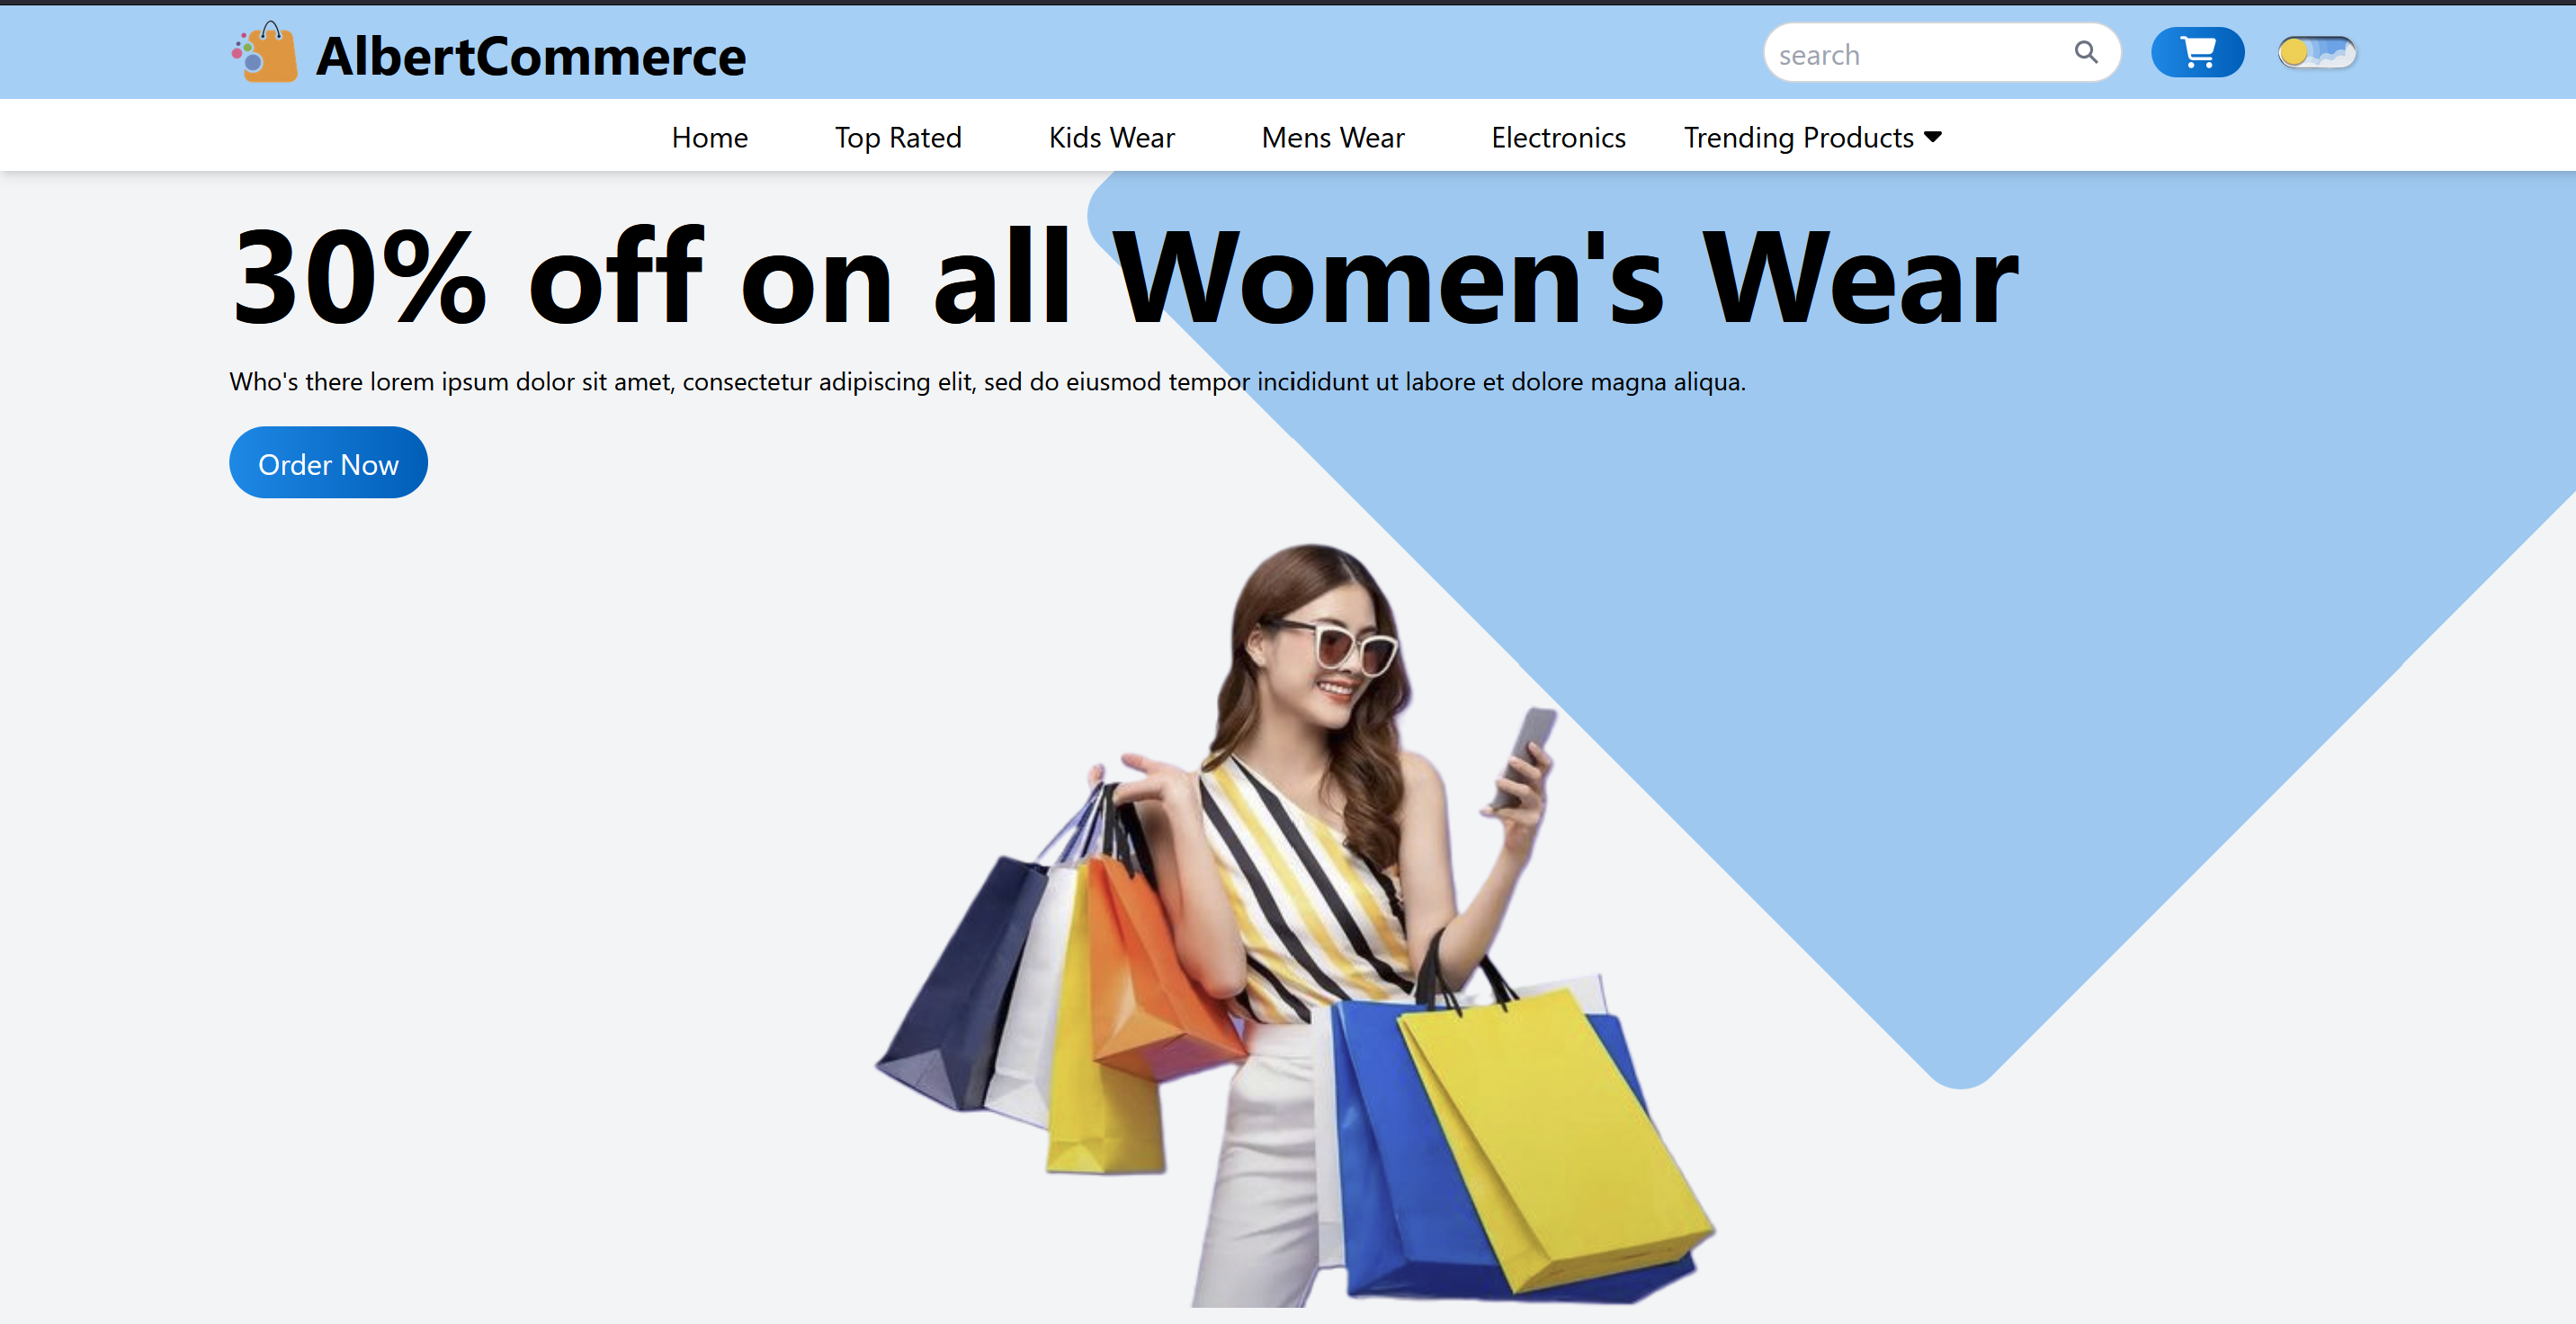 AlbertCommerce
search
Home Top Rated Kids Wear Mens Wear Electronics Trending Products
30% off on all Women's Wear
Who's there lorem ipsum dolor sit amet, consectetur adipiscing elit, sed do eiusmod tempor incididunt ut labore et dolore magna aliqua.
Order Now